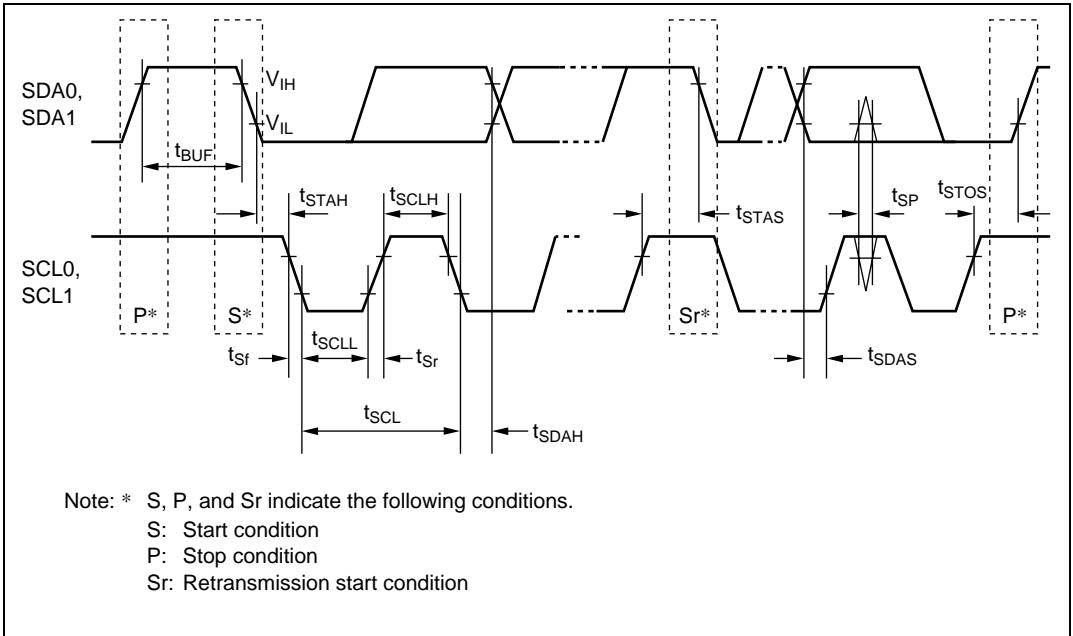 SDA0,
SDA1
VIH
VIL
tBUF
tSTAH
tSCLH
tSTAS
tSP
tSTOS
SCL0,
SCL1
P*
S*
Sr*
P*
tSf
tSCLL
tSr
tSDAS
tSCL
tSDAH
Note: * S, P, and Sr indicate the following conditions.
S: Start condition
P: Stop condition
Sr: Retransmission start condition